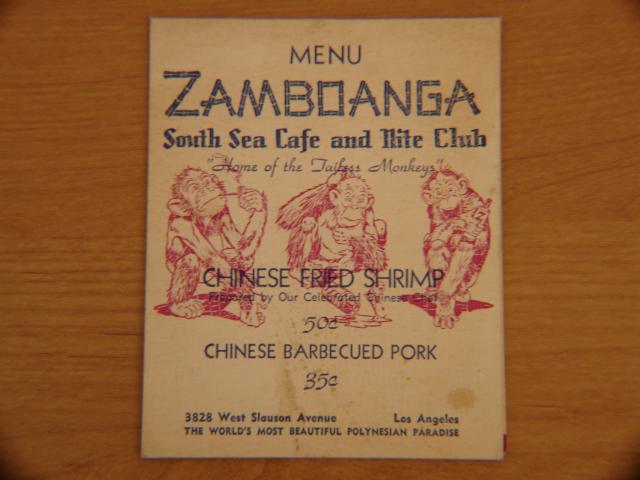 MENU
ZAMBOANGA
South Sea Cafe and Nite Club
"Home of the Tailess Monkeys"
CHINESE FRIED SHRIMP
Prepared by Our Celebrated Chinese Chef
50¢
CHINESE BARBECUED PORK
35¢
3828 West Slauson Avenue Los Angeles
THE WORLD'S MOST BEAUTIFUL POLYNESIAN PARADISE